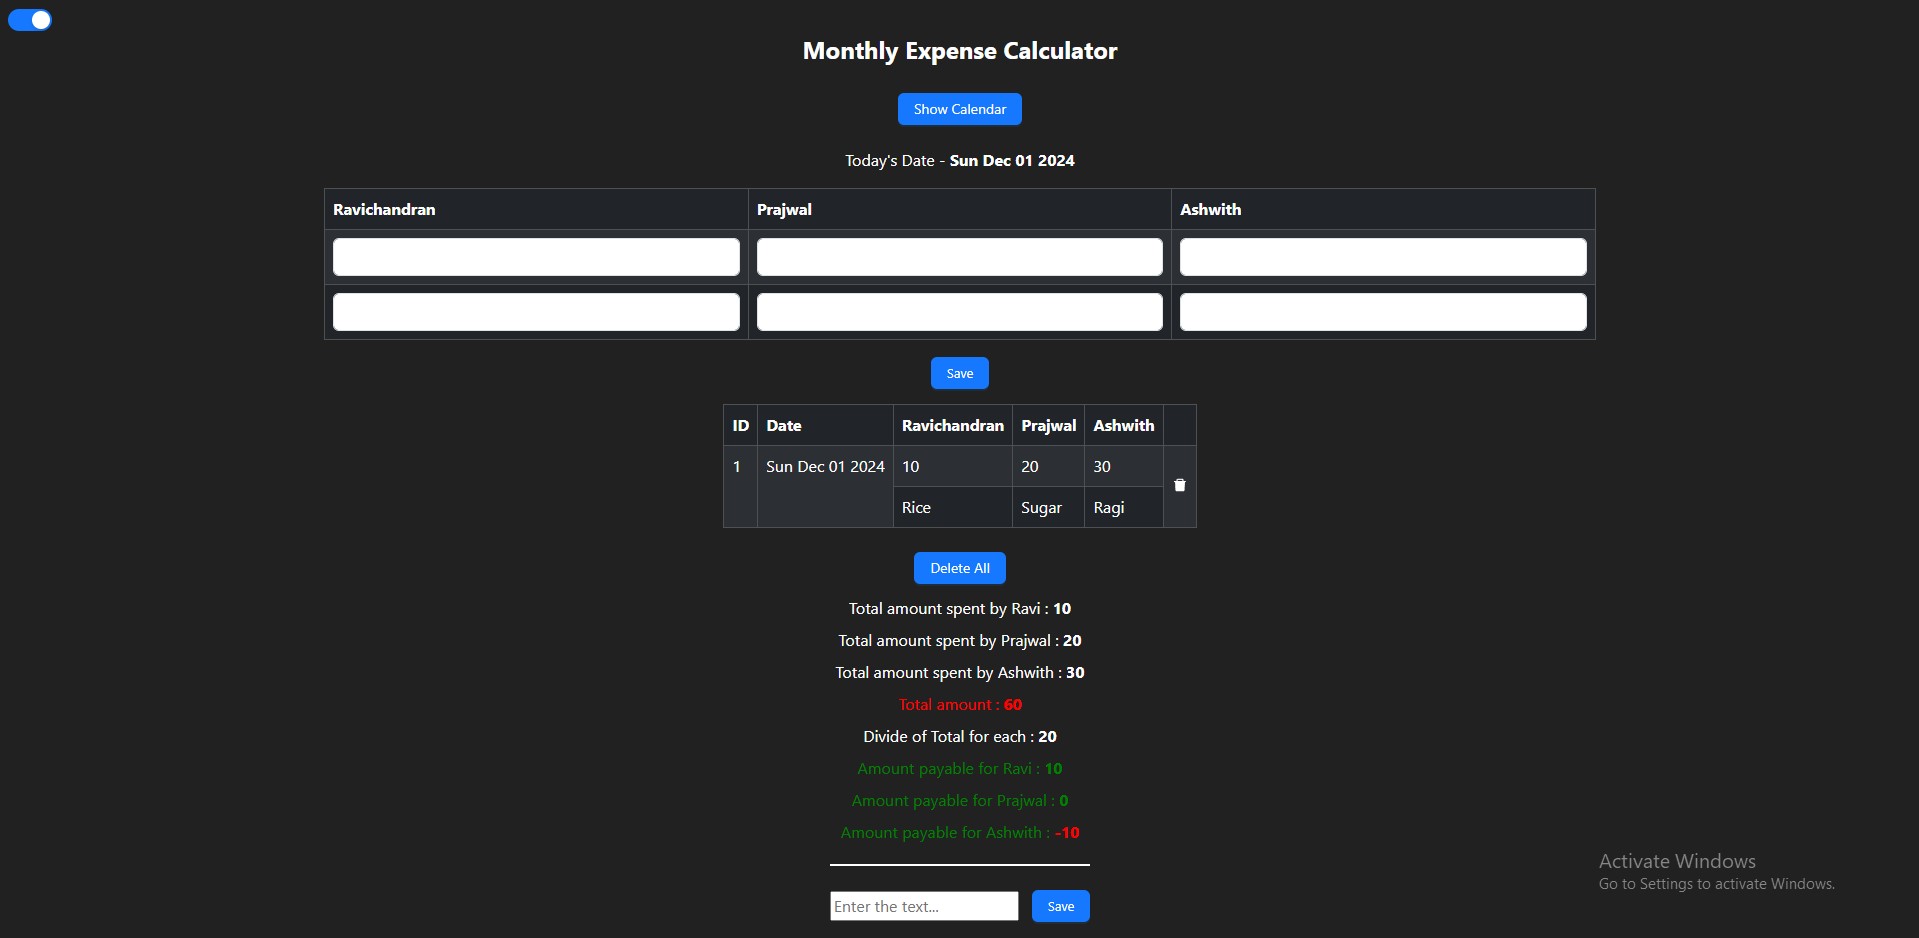 Monthly Expense Calculator
Show Calendar
Today's Date - Sun Dec 01 2024
Ravichandran Prajwal Ashwith
Save
ID Date Ravichandran Prajwal Ashwith
1 Sun Dec 01 2024 10 20 30
Rice Sugar Ragi
Delete All
Total amount spent by Ravi : 10
Total amount spent by Prajwal : 20
Total amount spent by Ashwith : 30
Total amount : 60
Divide of Total for each : 20
Amount payable for Ravi : 10
Amount payable for Prajwal : 0
Amount payable for Ashwith : -10
Activate Windows
Go to Settings to activate Windows.
Enter the text... Save